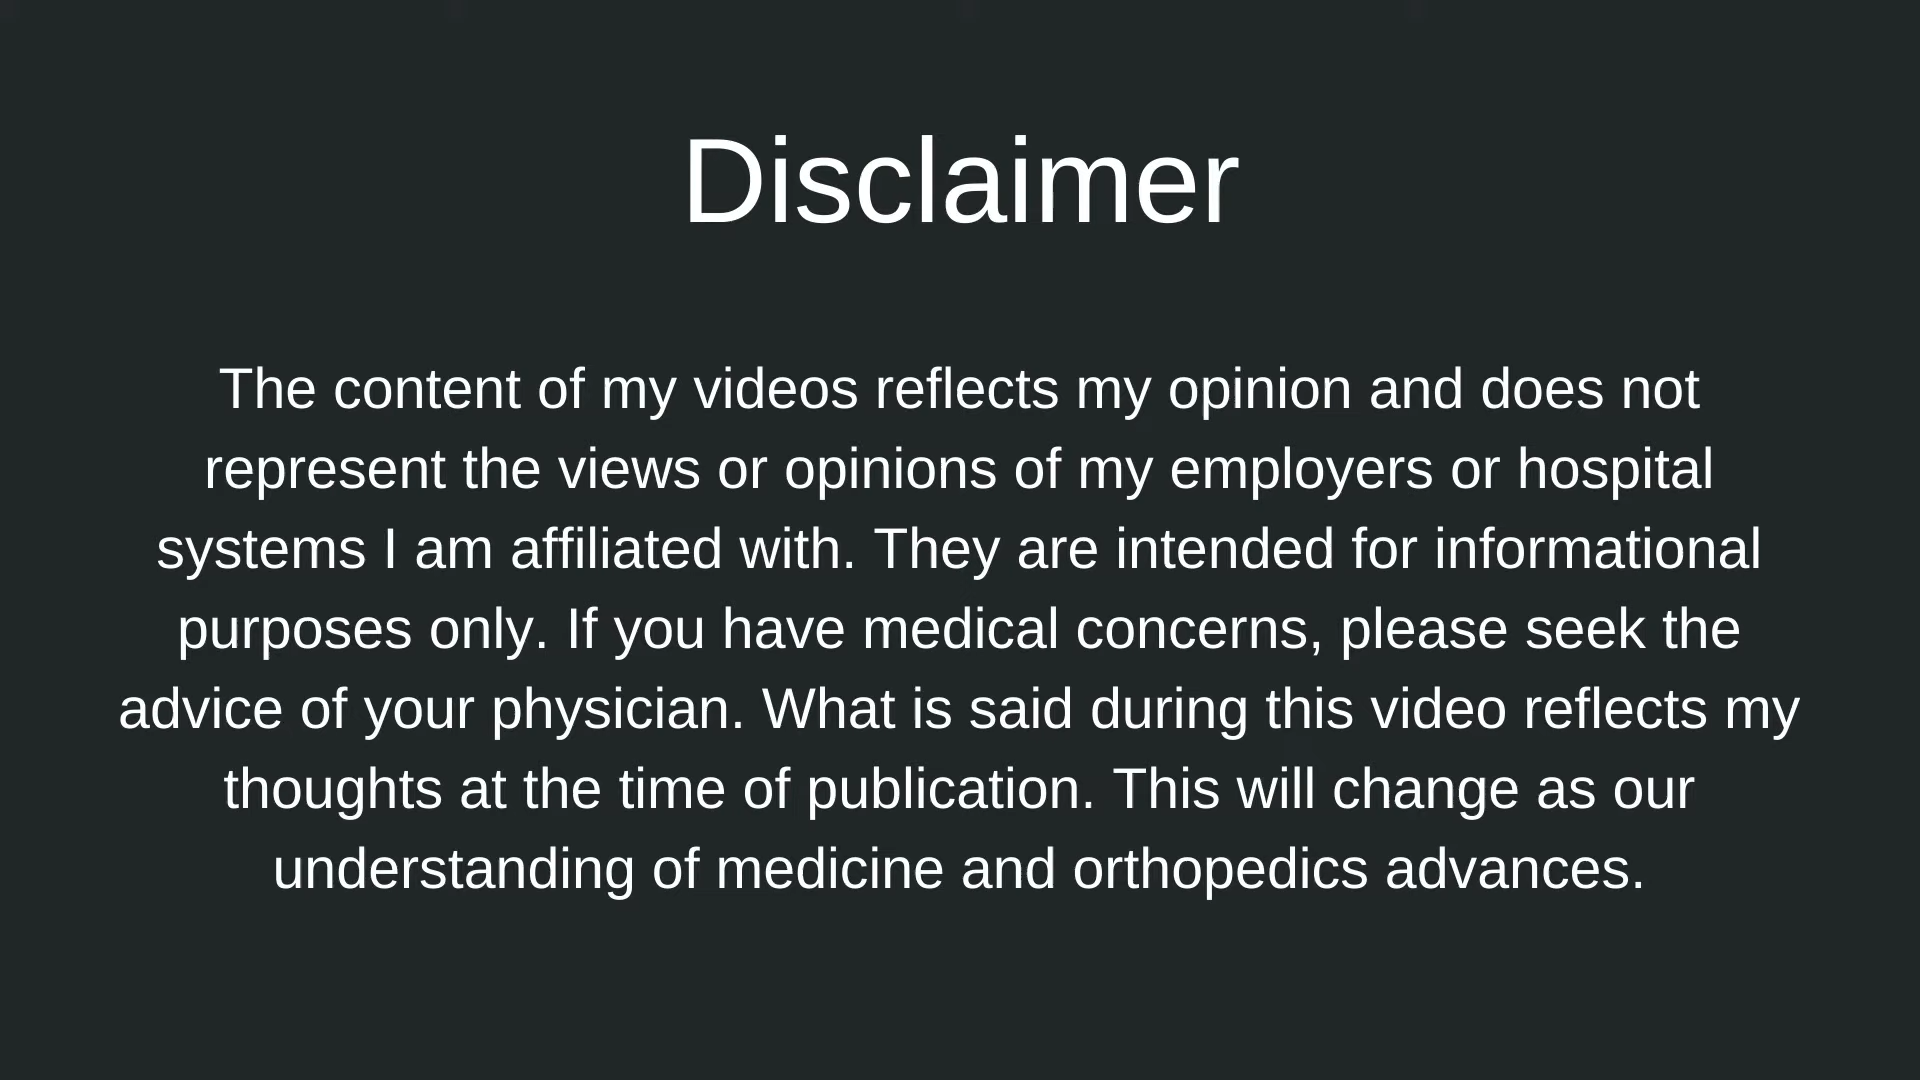 Disclaimer
The content of my videos reflects my opinion and does not
represent the views or opinions of my employers or hospital
systems I am affiliated with. They are intended for informational
purposes only. If you have medical concerns, please seek the
advice of your physician. What is said during this video reflects my
thoughts at the time of publication. This will change as our
understanding of medicine and orthopedics advances.